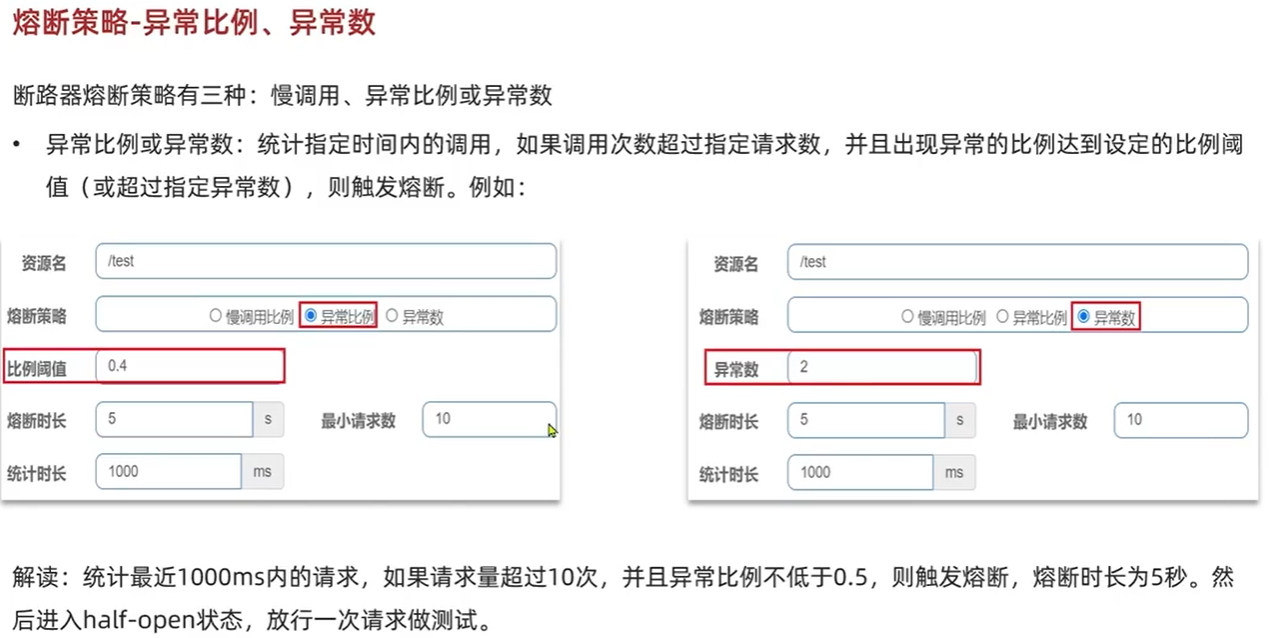 熔断策略-异常比例、异常数
断路器熔断策略有三种：慢调用、异常比例或异常数
• 异常比例或异常数：统计指定时间内的调用，如果调用次数超过指定请求数，并且出现异常的比例达到设定的比例阈
值（或超过指定异常数），则触发熔断。例如：
资源名 /test
熔断策略 慢调用比例 异常比例 异常数
比例阈值 0.4
熔断时长 5 s 最小请求数 10
统计时长 1000 ms
资源名 /test
熔断策略 慢调用比例 异常比例 异常数
异常数 2
熔断时长 5 s 最小请求数 10
统计时长 1000 ms
解读：统计最近1000ms内的请求，如果请求量超过10次，并且异常比例不低于0.5，则触发熔断，熔断时长为5秒。然
后进入half-open状态，放行一次请求做测试。